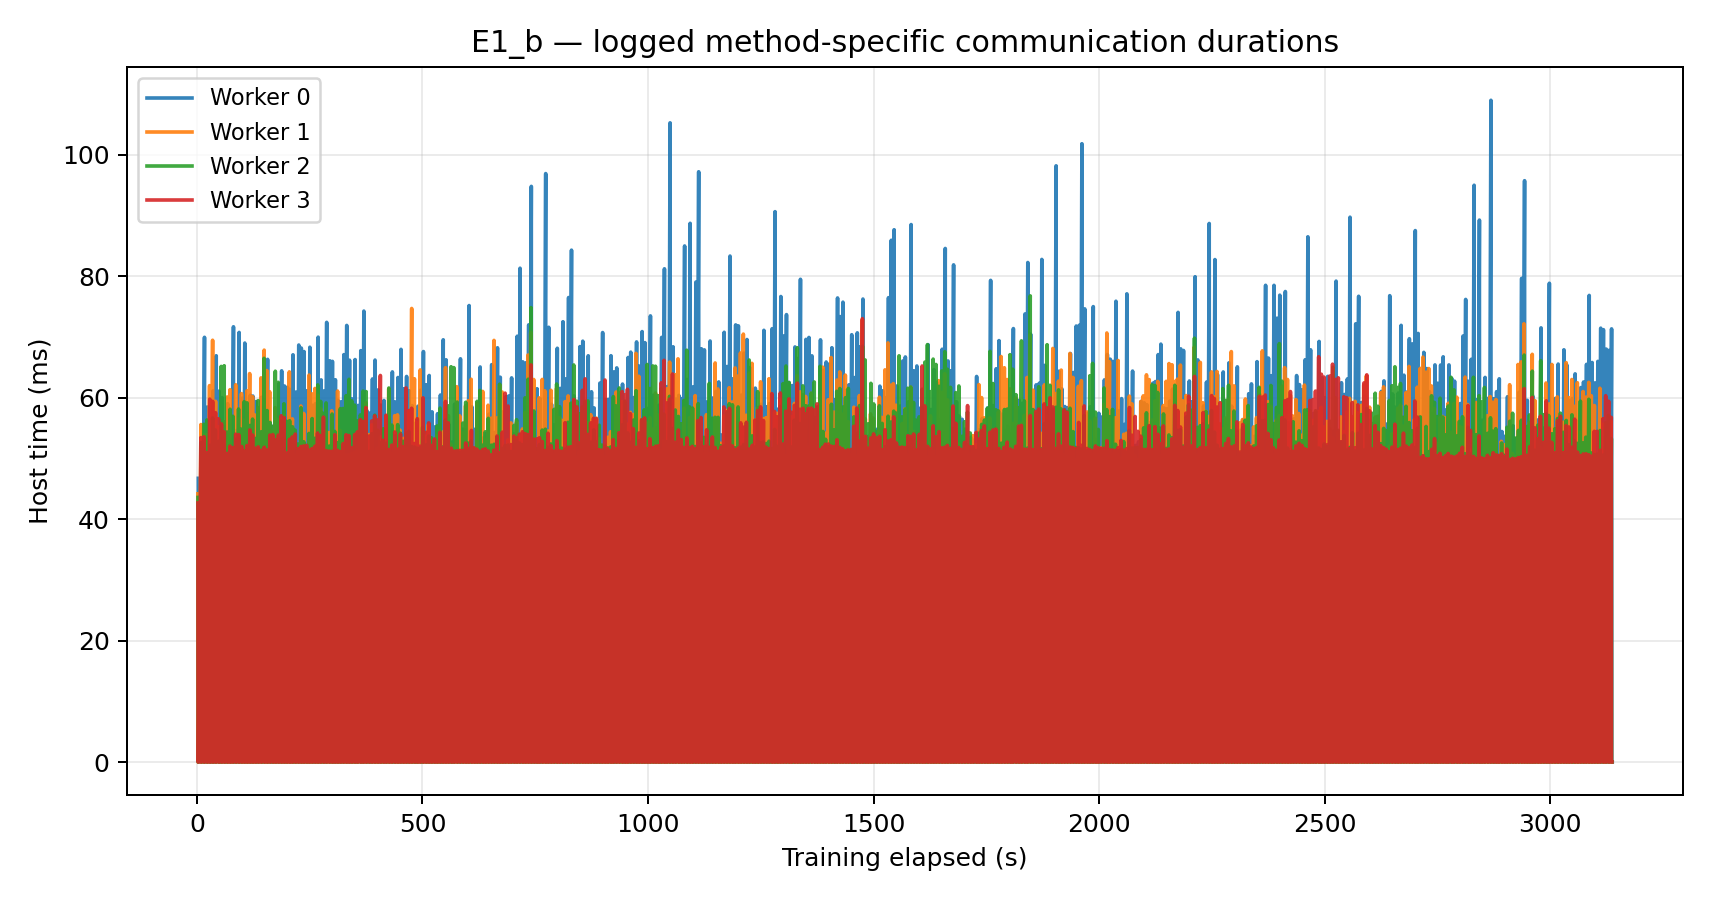 E1_b — logged method-specific communication durations
Worker 0
Worker 1
Worker 2
Worker 3
100
80
60
40
20
0
Host time (ms)
0 500 1000 1500 2000 2500 3000
Training elapsed (s)